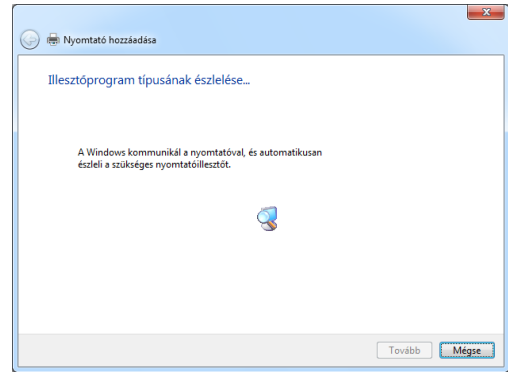 Nyomtató hozzáadása
Illesztőprogram típusának észlelése...
A Windows kommunikál a nyomtatóval, és automatikusan
észleli a szükséges nyomtatóillesztőt.
Tovább
Mégse